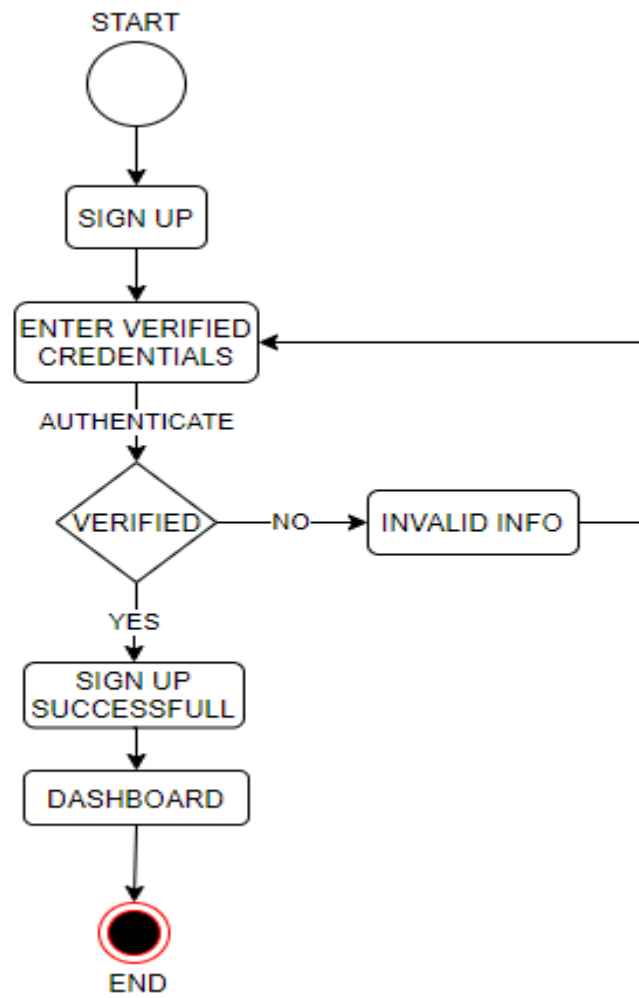 START
SIGN UP
ENTER VERIFIED
CREDENTIALS
AUTHENTICATE
VERIFIED
NO
INVALID INFO
YES
SIGN UP
SUCCESSFULL
DASHBOARD
END